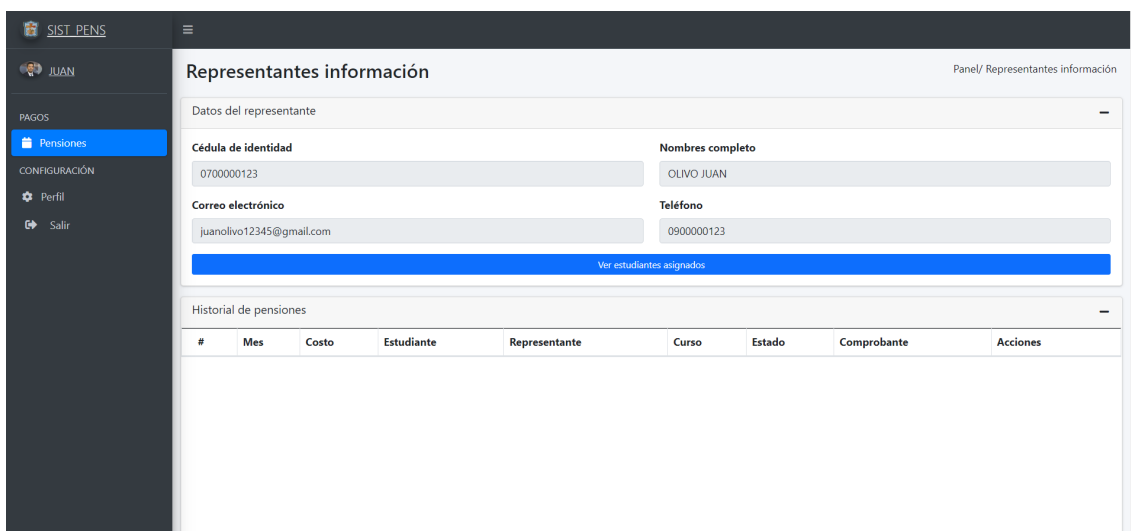 SIST_PENS
JUAN
PAGOS
Pensiones
CONFIGURACIÓN
Perfil
Salir
Representantes información
Panel/ Representantes información
Datos del representante
Cédula de identidad
Nombres completo
0700000123
OLIVO JUAN
Correo electrónico
Teléfono
juanolivo12345@gmail.com
0900000123
Ver estudiantes asignados
Historial de pensiones
# Mes Costo Estudiante Representante Curso Estado Comprobante Acciones